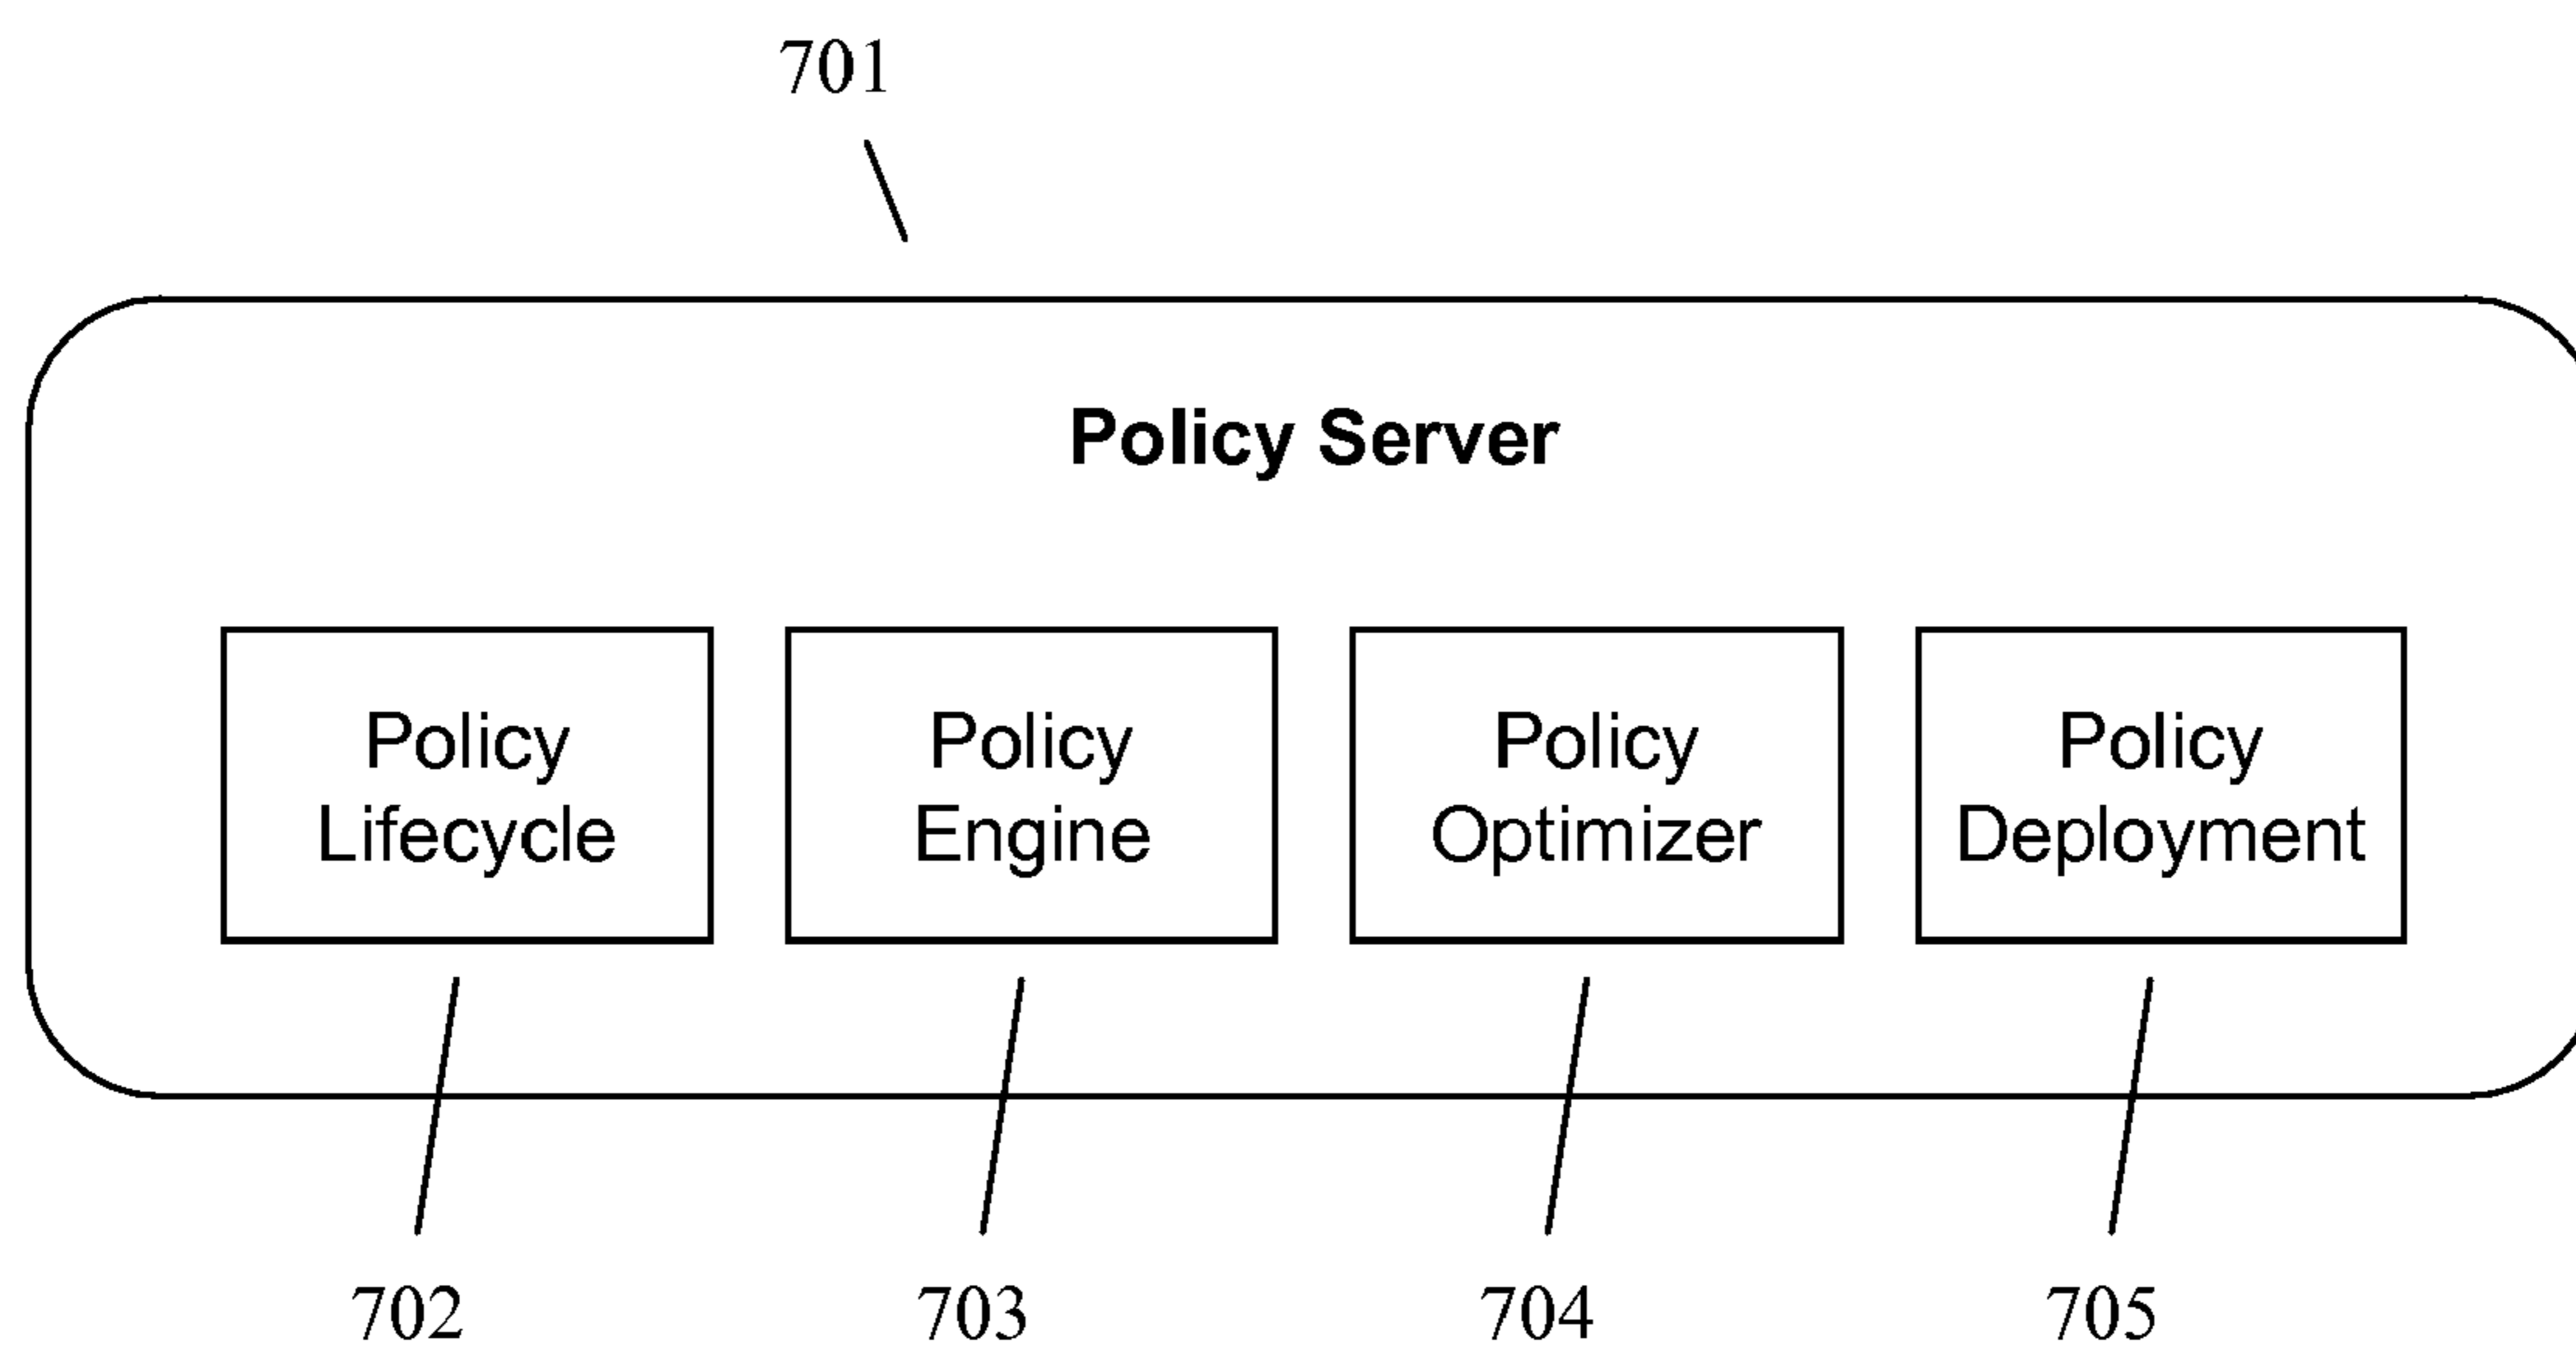 701
Policy Server
Policy
Lifecycle
Policy
Engine
Policy
Optimizer
Policy
Deployment
702
703
704
705